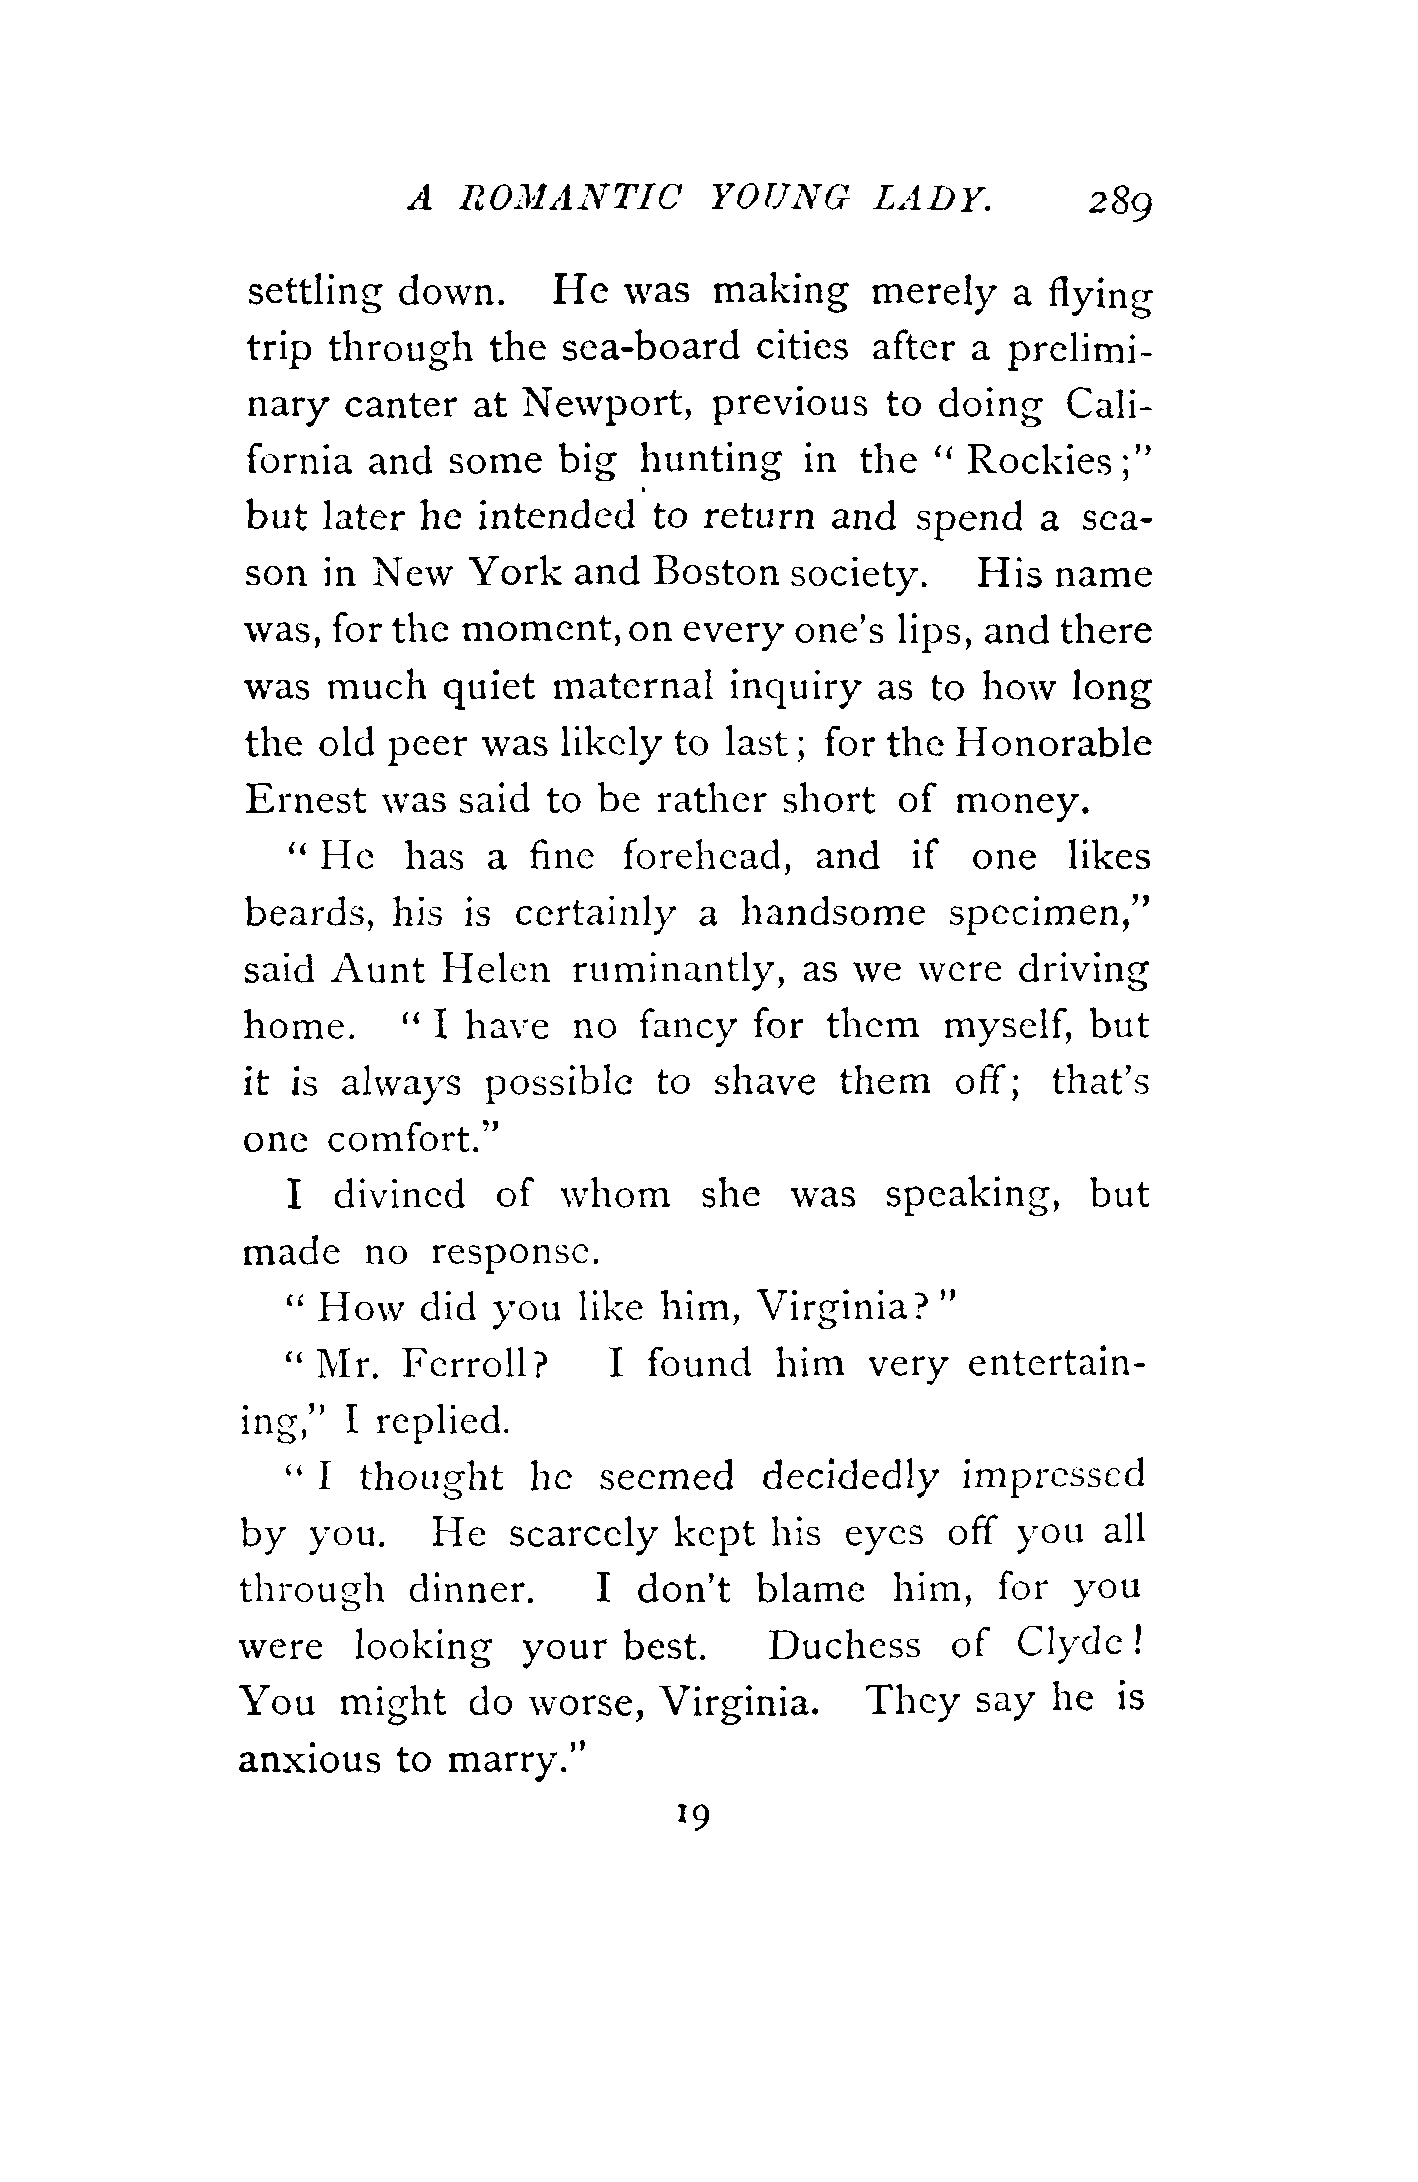 A ROMANTIC YOUNG LADY. 289
settling down. He was making merely a flying
trip through the sea-board cities after a prelimi-
nary canter at Newport, previous to doing Cali-
fornia and some big hunting in the “ Rockies ;”
but later he intended to return and spend a sea-
son in New York and Boston society. His name
was, for the moment, on every one’s lips, and there
was much quiet maternal inquiry as to how long
the old peer was likely to last ; for the Honorable
Ernest was said to be rather short of money.
“ He has a fine forehead, and if one likes
beards, his is certainly a handsome specimen,”
said Aunt Helen ruminantly, as we were driving
home. “ I have no fancy for them myself, but
it is always possible to shave them off ; that’s
one comfort.”
I divined of whom she was speaking, but
made no response.
“ How did you like him, Virginia ? ”
“ Mr. Ferroll ? I found him very entertain-
ing,” I replied.
“ I thought he seemed decidedly impressed
by you. He scarcely kept his eyes off you all
through dinner. I don’t blame him, for you
were looking your best. Duchess of Clyde !
You might do worse, Virginia. They say he is
anxious to marry.”
19